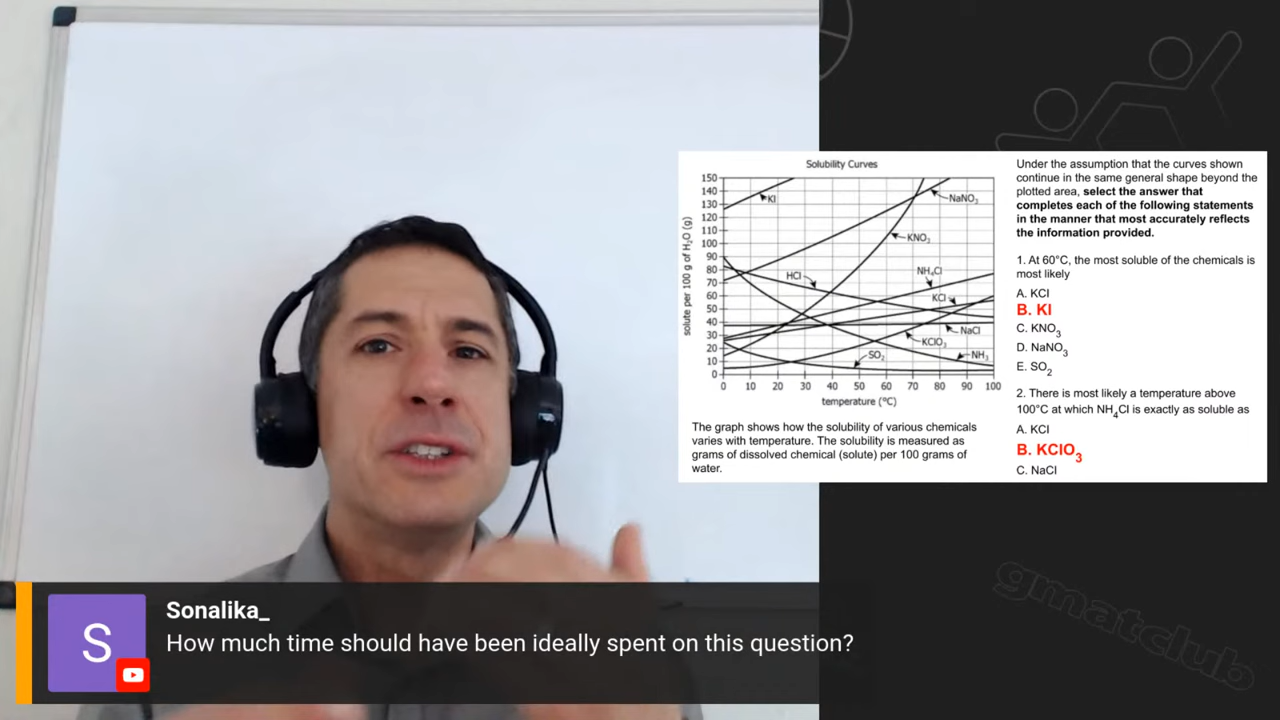 Solubility Curves
solute per 100 g of H₂O (g)
150
140
130
120
110
100
90
80
70
60
50
40
30
20
10
0
KI
NaNO₃
KNO₃
HCl
NH₄Cl
KCl
NaCl
KClO₃
SO₂
NH₃
0 10 20 30 40 50 60 70 80 90 100
temperature (°C)
The graph shows how the solubility of various chemicals
varies with temperature. The solubility is measured as
grams of dissolved chemical (solute) per 100 grams of
water.
Under the assumption that the curves shown
continue in the same general shape beyond the
plotted area, select the answer that
completes each of the following statements
in the manner that most accurately reflects
the information provided.
1. At 60°C, the most soluble of the chemicals is
most likely
A. KCl
B. KI
C. KNO₃
D. NaNO₃
E. SO₂
2. There is most likely a temperature above
100°C at which NH₄Cl is exactly as soluble as
A. KCl
B. KClO₃
C. NaCl
gmatclub
S
Sonalika_
How much time should have been ideally spent on this question?